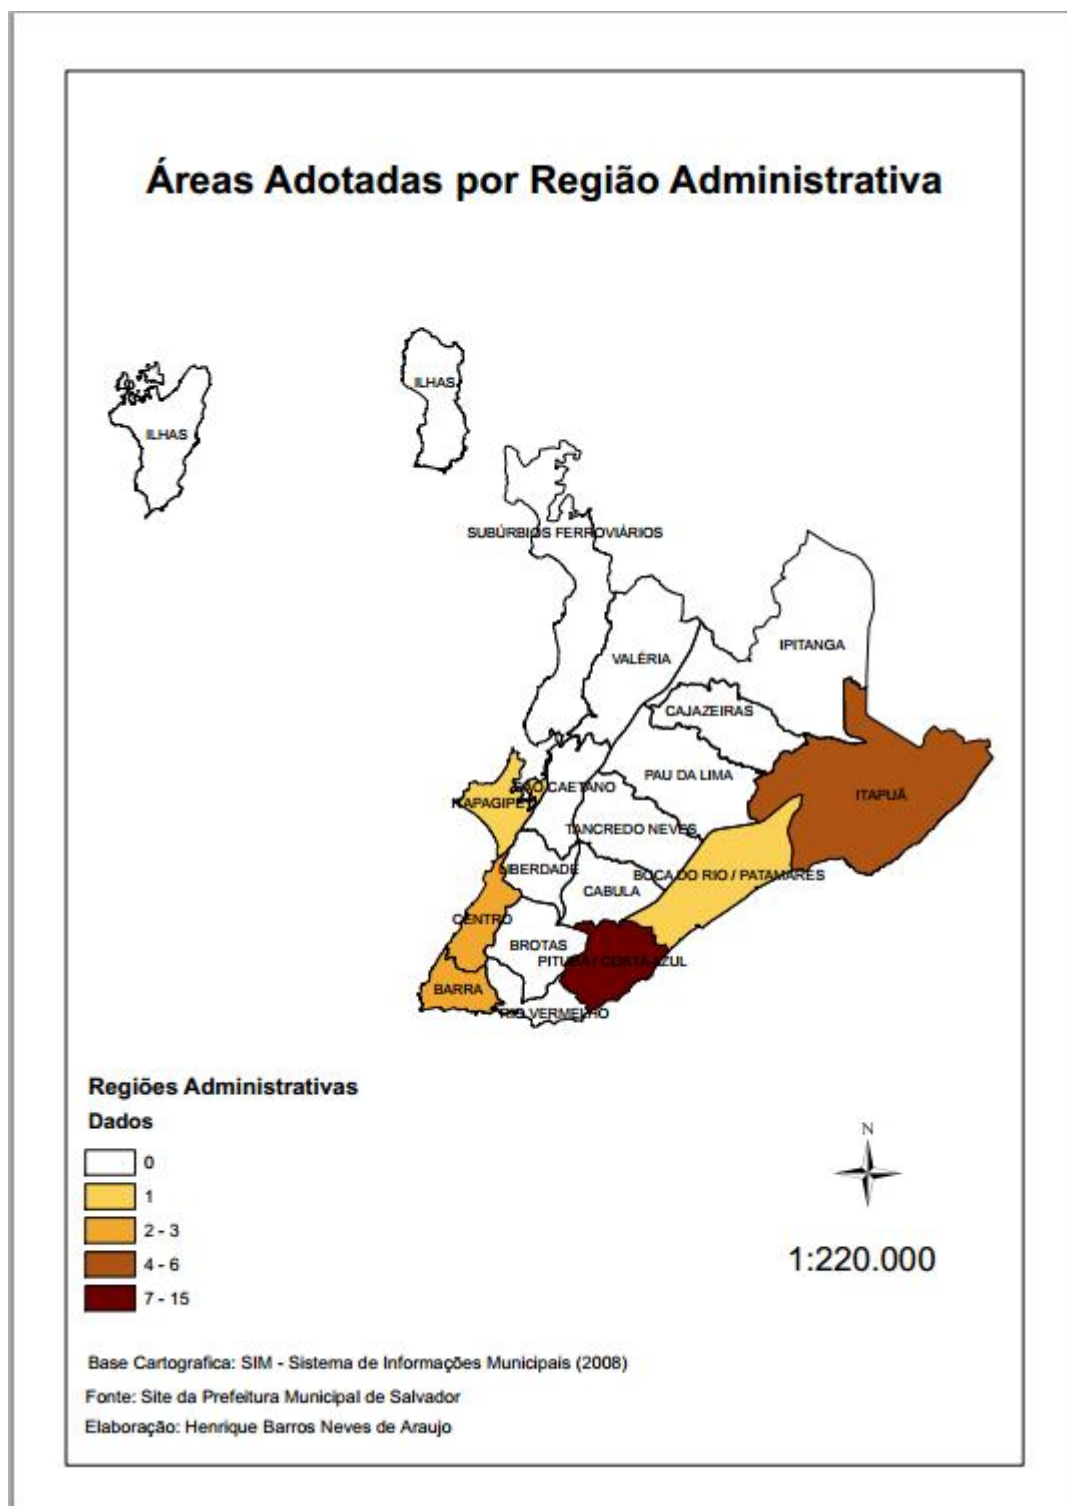 Áreas Adotadas por Região Administrativa
ILHAS
ILHAS
SUBÚRBIOS FERROVIÁRIOS
IPITANGA
VALÉRIA
CAJAZEIRAS
PAU DA LIMA
SÃO CAETANO
ITAPUÃ
ITAPAGIPE
TANCREDO NEVES
LIBERDADE
BOCA DO RIO / PATAMARES
CABULA
CENTRO
BROTAS
PITUBA / COSTA AZUL
BARRA
RIO VERMELHO
Regiões Administrativas
Dados
0
1
2 - 3
4 - 6
7 - 15
N
1:220.000
Base Cartografica: SIM - Sistema de Informações Municipais (2008)
Fonte: Site da Prefeitura Municipal de Salvador
Elaboração: Henrique Barros Neves de Araujo